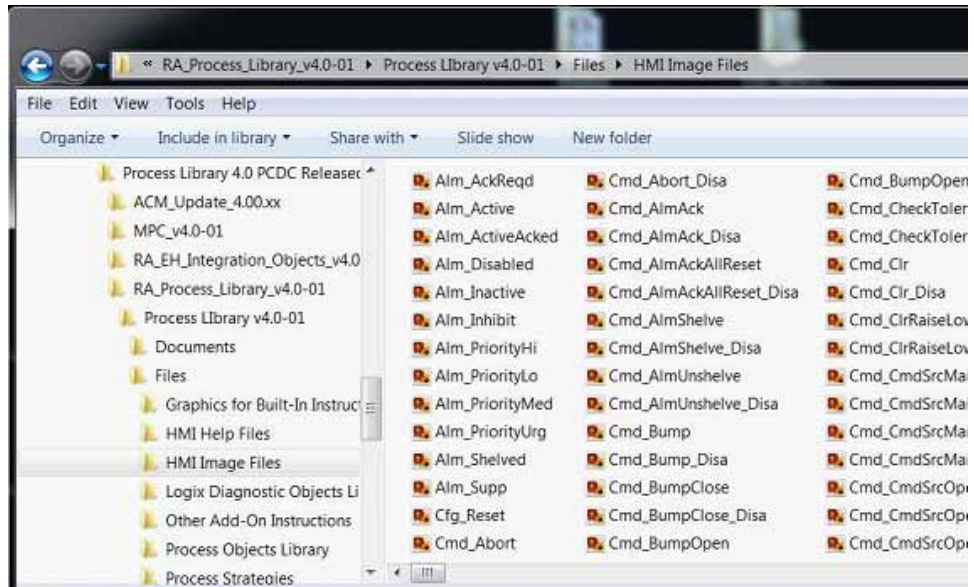 « RA_Process_Library_v4.0-01 ▸ Process LIbrary v4.0-01 ▸ Files ▸ HMI Image Files
File Edit View Tools Help
Organize Include in library Share with Slide show New folder
Process Library 4.0 PCDC Released
ACM_Update_4.00.xx
MPC_v4.0-01
RA_EH_Integration_Objects_v4.0
RA_Process_Library_v4.0-01
Process LIbrary v4.0-01
Documents
Files
Graphics for Built-In Instruc
HMI Help Files
HMI Image Files
Logix Diagnostic Objects Li
Other Add-On Instructions
Process Objects Library
Process Strategies
Alm_AckReqd
Alm_Active
Alm_ActiveAcked
Alm_Disabled
Alm_Inactive
Alm_Inhibit
Alm_PriorityHi
Alm_PriorityLo
Alm_PriorityMed
Alm_PriorityUrg
Alm_Shelved
Alm_Supp
Cfg_Reset
Cmd_Abort
Cmd_Abort_Disa
Cmd_AlmAck
Cmd_AlmAck_Disa
Cmd_AlmAckAllReset
Cmd_AlmAckAllReset_Disa
Cmd_AlmShelve
Cmd_AlmShelve_Disa
Cmd_AlmUnshelve
Cmd_AlmUnshelve_Disa
Cmd_Bump
Cmd_Bump_Disa
Cmd_BumpClose
Cmd_BumpClose_Disa
Cmd_BumpOpen
Cmd_BumpOpen
Cmd_CheckToler
Cmd_CheckToler
Cmd_Clr
Cmd_Clr_Disa
Cmd_ClrRaiseLov
Cmd_ClrRaiseLov
Cmd_CmdSrcMai
Cmd_CmdSrcMai
Cmd_CmdSrcMai
Cmd_CmdSrcMai
Cmd_CmdSrcOpe
Cmd_CmdSrcOpe
Cmd_CmdSrcOpe